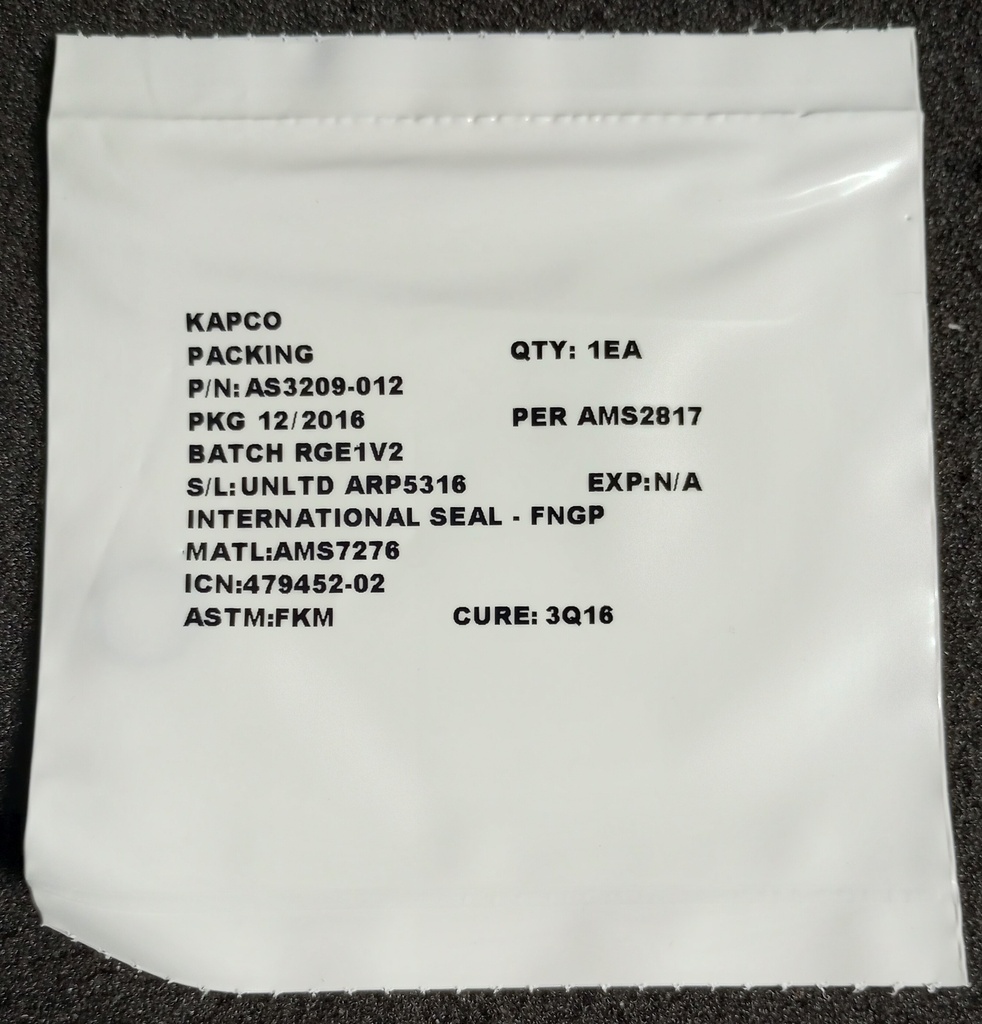 KAPCO
PACKING QTY: 1EA
P/N: AS3209-012
PKG 12/2016 PER AMS2817
BATCH RGE1V2
S/L: UNLTD ARP5316 EXP:N/A
INTERNATIONAL SEAL - FNGP
MATL:AMS7276
ICN:479452-02
ASTM:FKM CURE: 3Q16